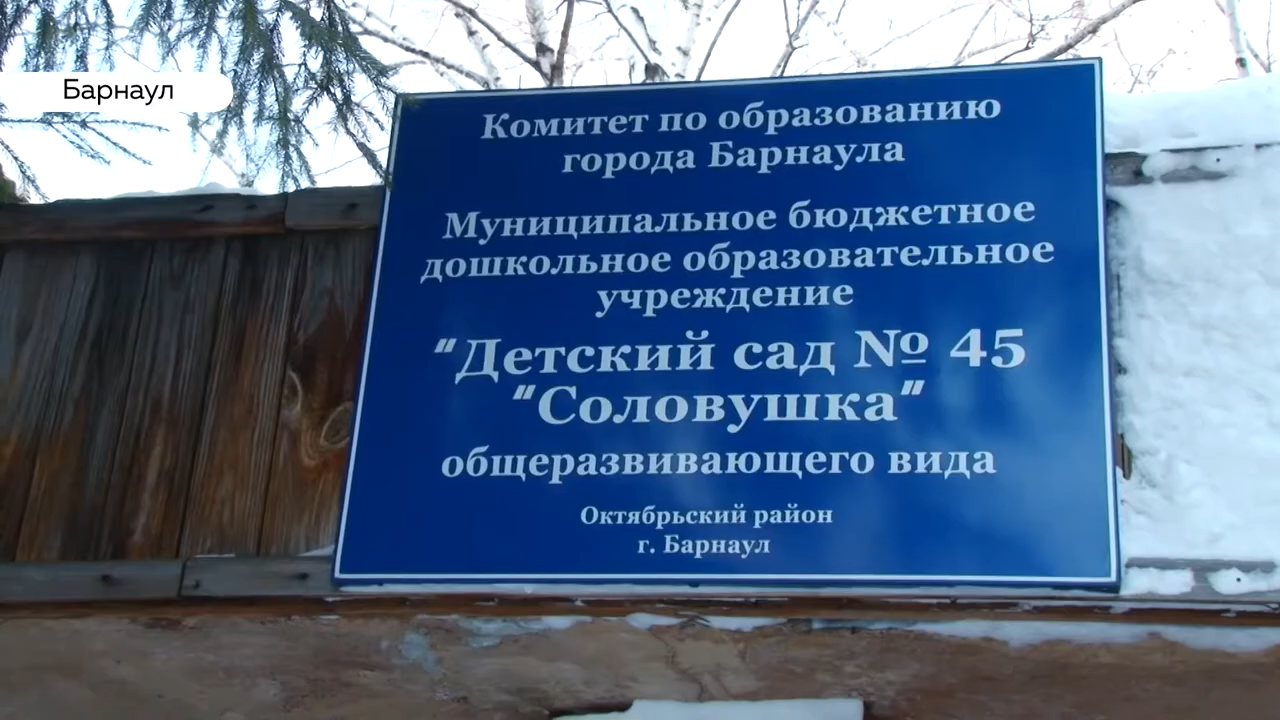 Барнаул
Комитет по образованию
города Барнаула
Муниципальное бюджетное
дошкольное образовательное
учреждение
"Детский сад № 45
"Соловушка"
общеразвивающего вида
Октябрьский район
г. Барнаул